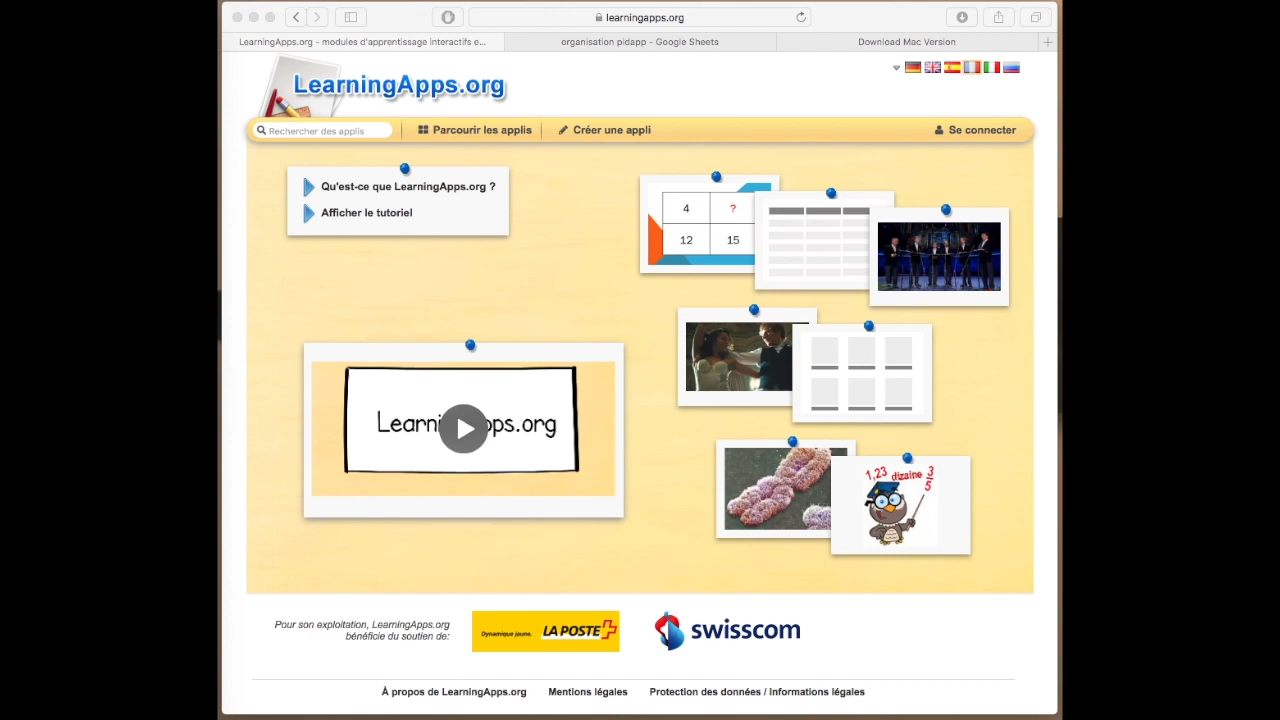 learningapps.org
LearningApps.org - modules d'apprentissage interactifs e...
organisation pidapp - Google Sheets
Download Mac Version
LearningApps.org
Rechercher des applis
Parcourir les applis
Créer une appli
Se connecter
Qu'est-ce que LearningApps.org ?
Afficher le tutoriel
4 ?
12 15
Learni pps.org
1,23 dizaine 3/5
Pour son exploitation, LearningApps.org
bénéficie du soutien de:
Dynamique jaune. LA POSTE
swisscom
À propos de LearningApps.org
Mentions légales
Protection des données / Informations légales